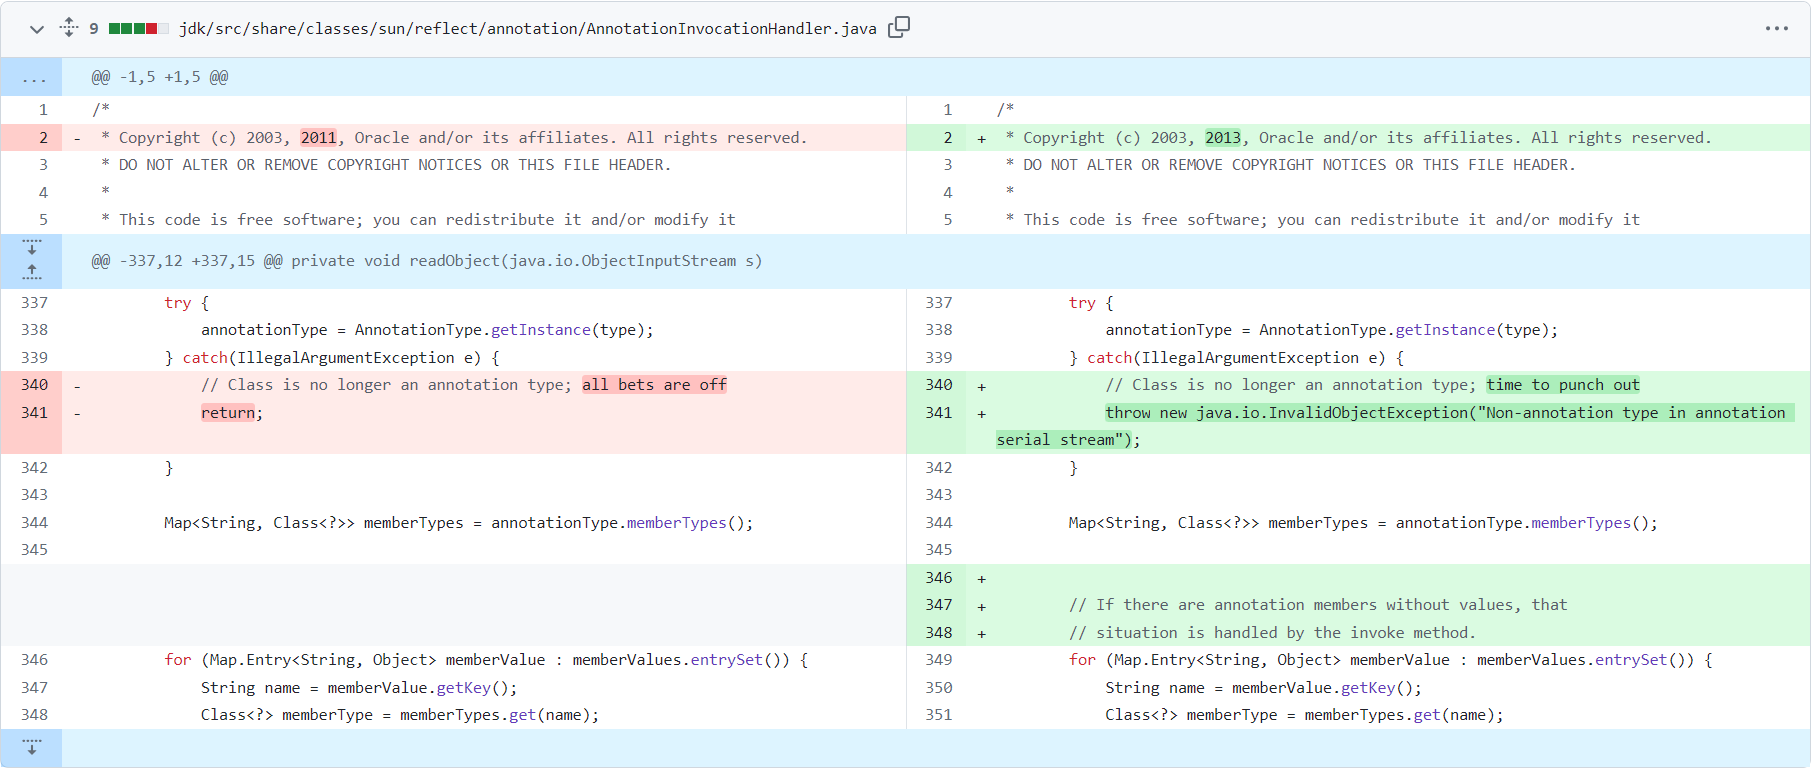 9 jdk/src/share/classes/sun/reflect/annotation/AnnotationInvocationHandler.java
... @@ -1,5 +1,5 @@
1 /*
2 - * Copyright (c) 2003, 2011, Oracle and/or its affiliates. All rights reserved.
3 * DO NOT ALTER OR REMOVE COPYRIGHT NOTICES OR THIS FILE HEADER.
4 *
5 * This code is free software; you can redistribute it and/or modify it
1 /*
2 + * Copyright (c) 2003, 2013, Oracle and/or its affiliates. All rights reserved.
3 * DO NOT ALTER OR REMOVE COPYRIGHT NOTICES OR THIS FILE HEADER.
4 *
5 * This code is free software; you can redistribute it and/or modify it
@@ -337,12 +337,15 @@ private void readObject(java.io.ObjectInputStream s)
337 try {
338 annotationType = AnnotationType.getInstance(type);
339 } catch(IllegalArgumentException e) {
340 - // Class is no longer an annotation type; all bets are off
341 - return;
342 }
343
344 Map<String, Class<?>> memberTypes = annotationType.memberTypes();
345
346 for (Map.Entry<String, Object> memberValue : memberValues.entrySet()) {
347 String name = memberValue.getKey();
348 Class<?> memberType = memberTypes.get(name);
337 try {
338 annotationType = AnnotationType.getInstance(type);
339 } catch(IllegalArgumentException e) {
340 + // Class is no longer an annotation type; time to punch out
341 + throw new java.io.InvalidObjectException("Non-annotation type in annotation
serial stream");
342 }
343
344 Map<String, Class<?>> memberTypes = annotationType.memberTypes();
345
346 +
347 + // If there are annotation members without values, that
348 + // situation is handled by the invoke method.
349 for (Map.Entry<String, Object> memberValue : memberValues.entrySet()) {
350 String name = memberValue.getKey();
351 Class<?> memberType = memberTypes.get(name);